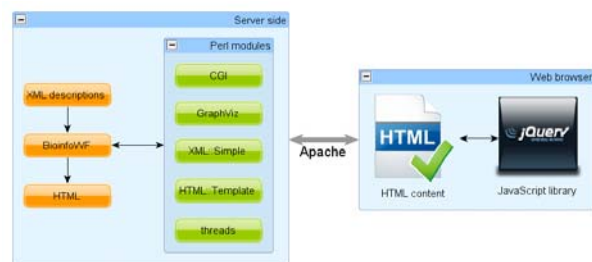 Server side
Perl modules
CGI
GraphViz
XML: Simple
HTML: Template
threads
XML descriptions
BioinfoWF
HTML
Apache
Web browser
HTML
HTML content
jQuery
JavaScript library